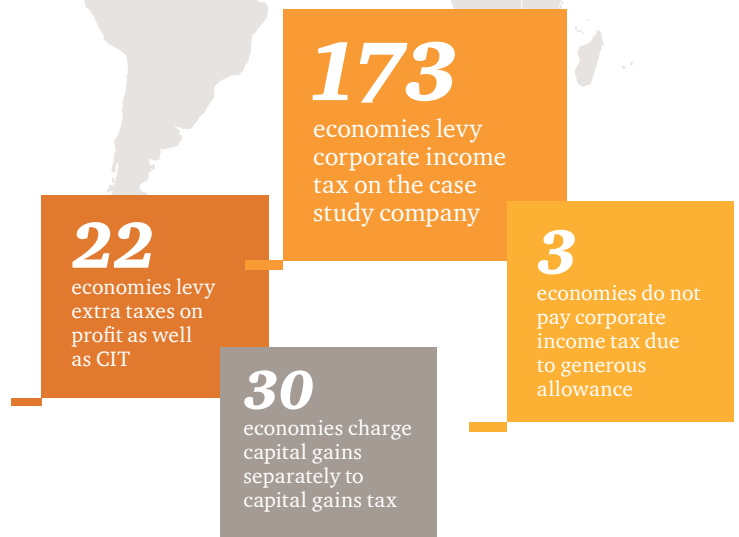 173
economies levy
corporate income
tax on the case
study company
22
economies levy
extra taxes on
profit as well
as CIT
3
economies do not
pay corporate
income tax due
to generous
allowance
30
economies charge
capital gains
separately to
capital gains tax